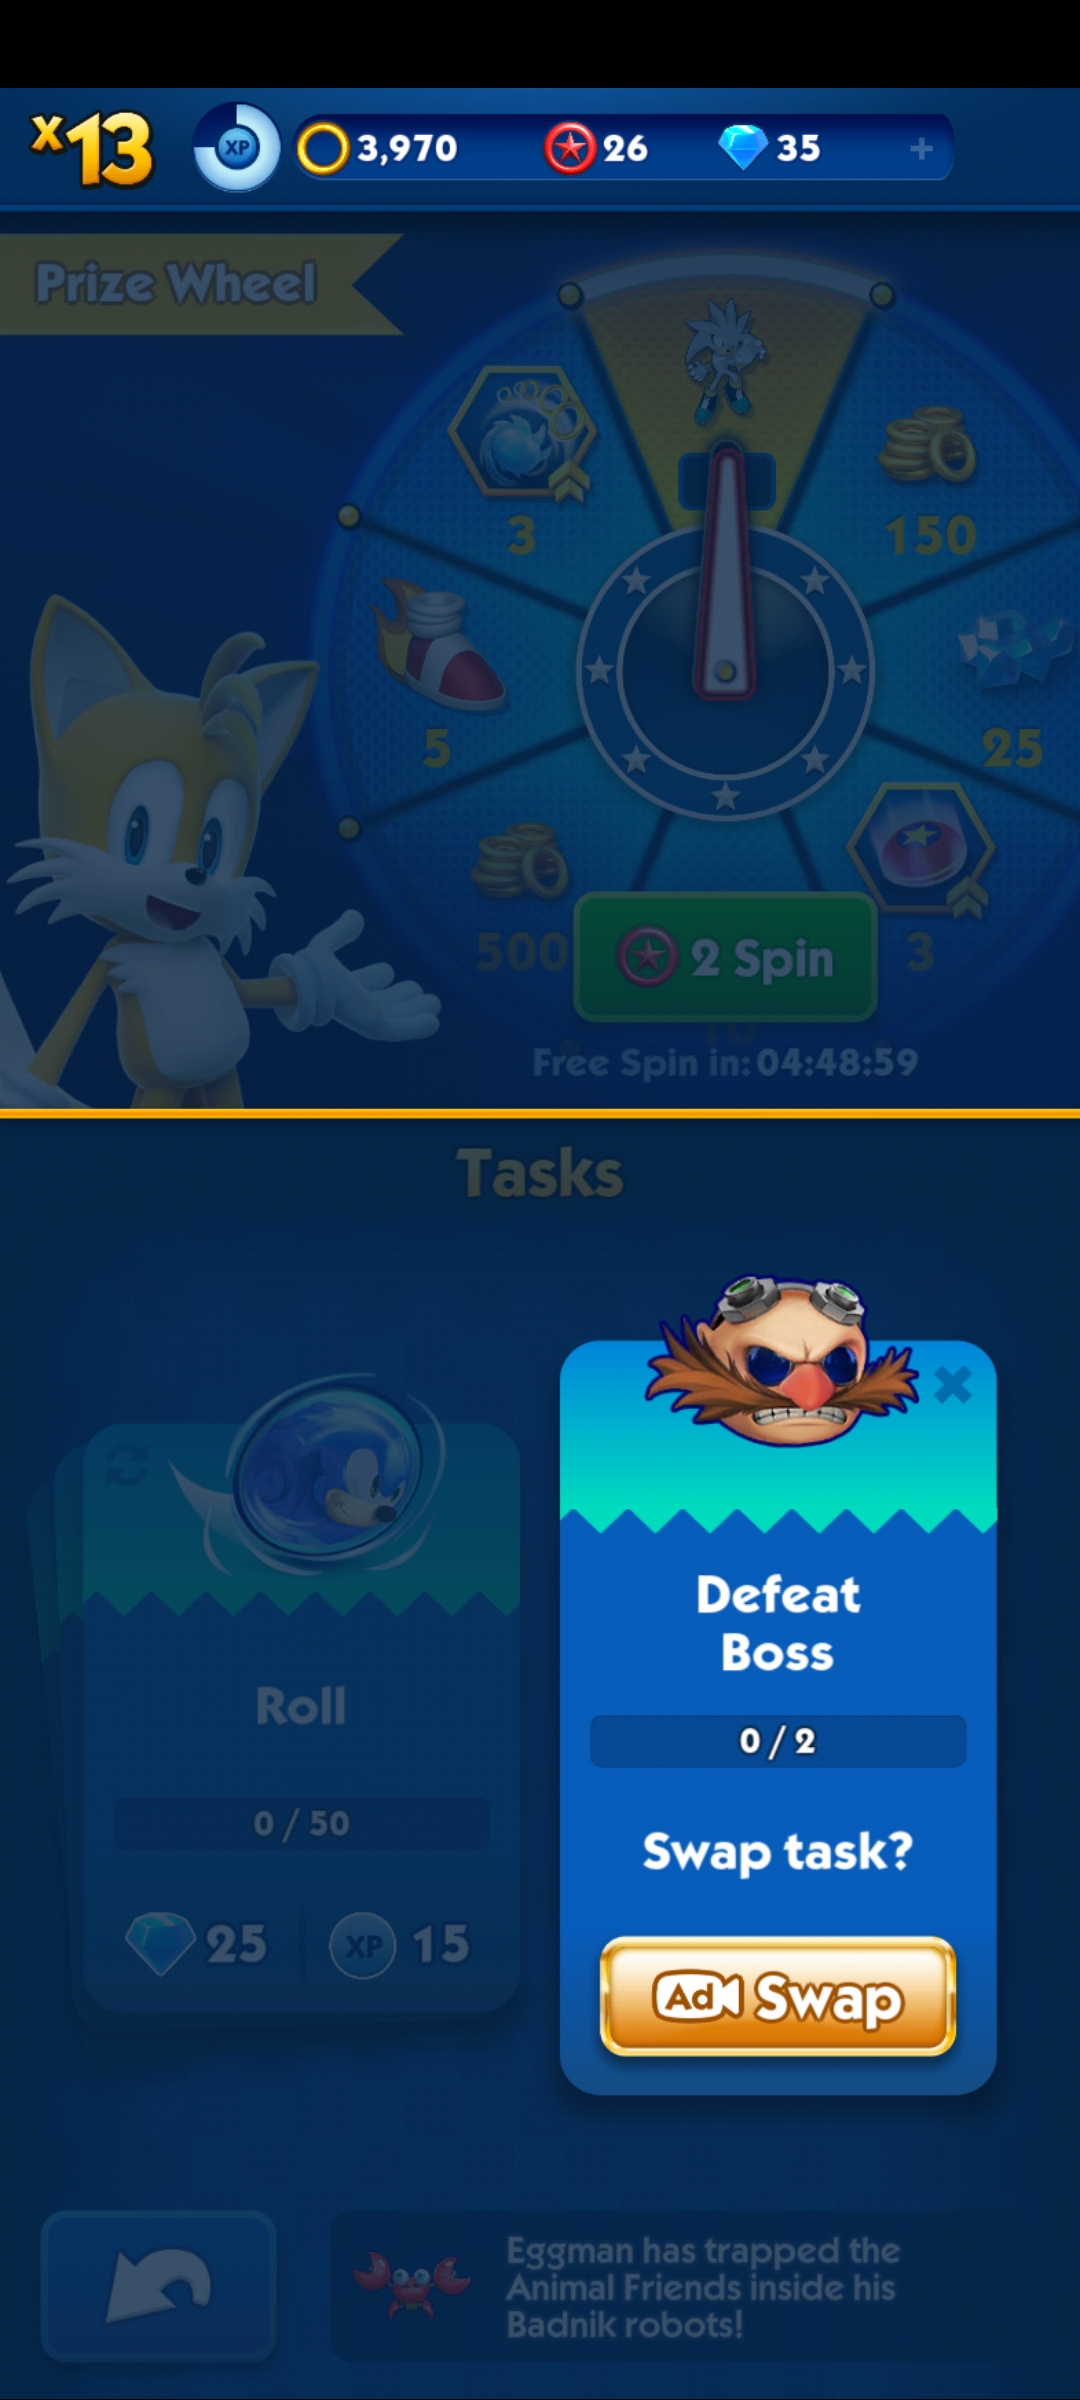 x13
XP
3,970
26
35
+
Prize Wheel
3
150
5
25
500
3
2 Spin
10
Free Spin in: 04:48:59
Tasks
Roll
0 / 50
25
XP 15
Defeat
Boss
0 / 2
Swap task?
Ad Swap
Eggman has trapped the
Animal Friends inside his
Badnik robots!